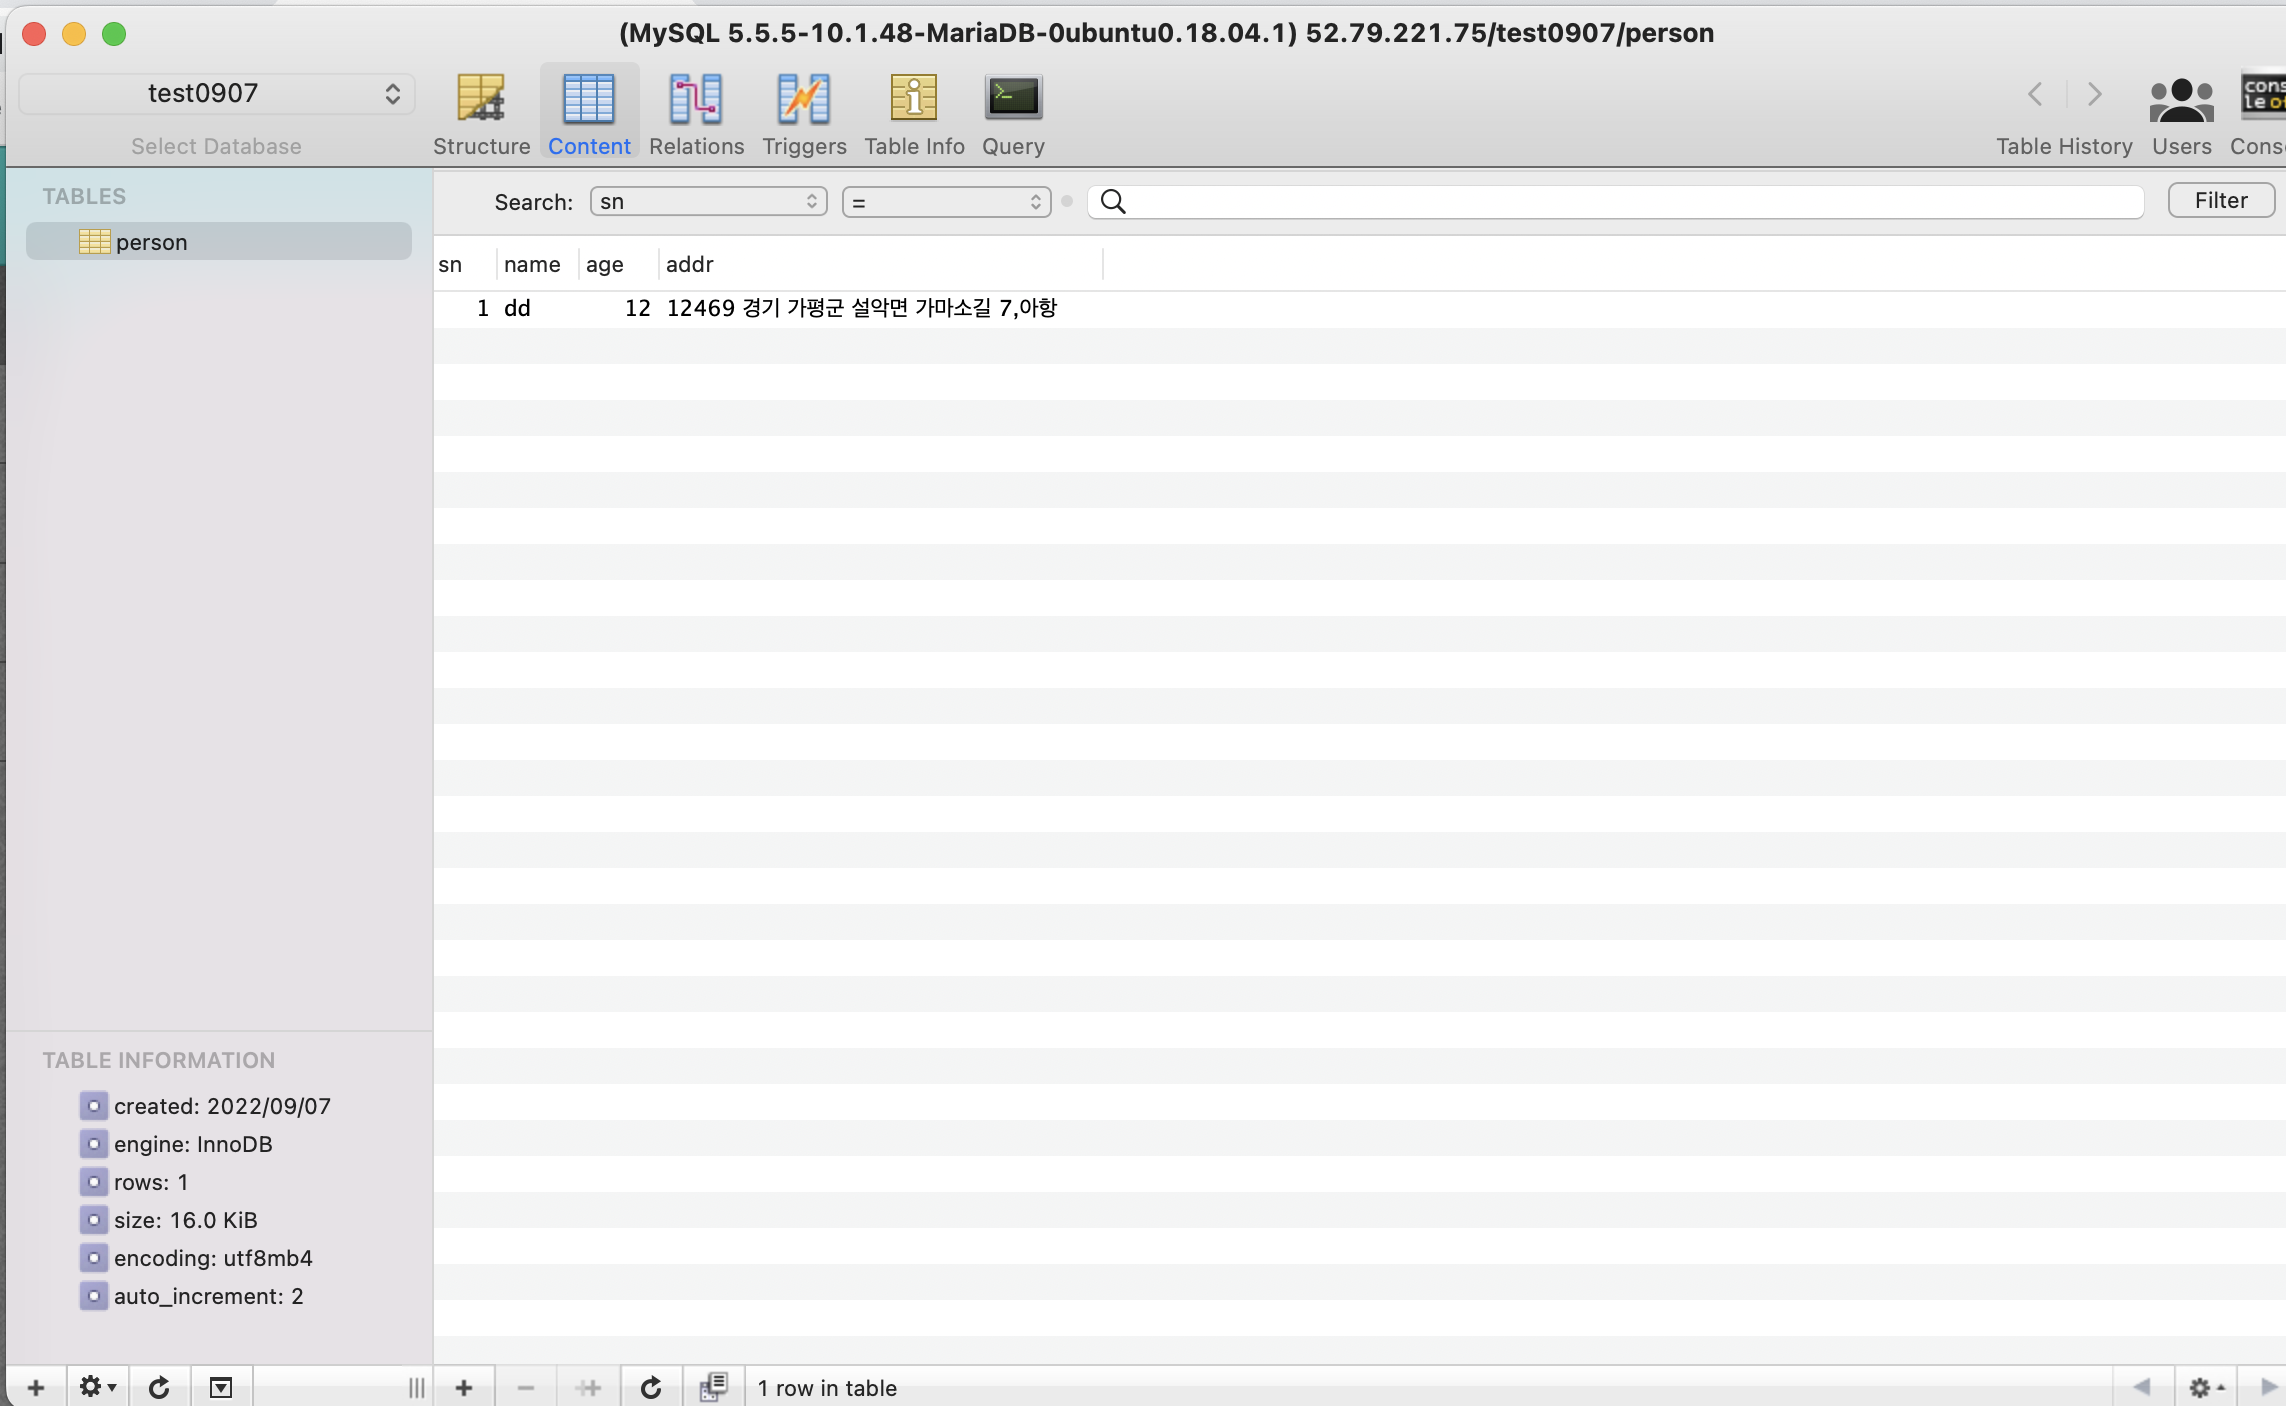 (MySQL 5.5.5-10.1.48-MariaDB-0ubuntu0.18.04.1) 52.79.221.75/test0907/person
test0907
Select Database
Structure Content Relations Triggers Table Info Query
Table History Users Cons
cons
le o
TABLES
person
Search: sn = Filter
sn name age addr
1 dd 12 12469 경기 가평군 설악면 가마소길 7,아항
TABLE INFORMATION
created: 2022/09/07
engine: InnoDB
rows: 1
size: 16.0 KiB
encoding: utf8mb4
auto_increment: 2
1 row in table